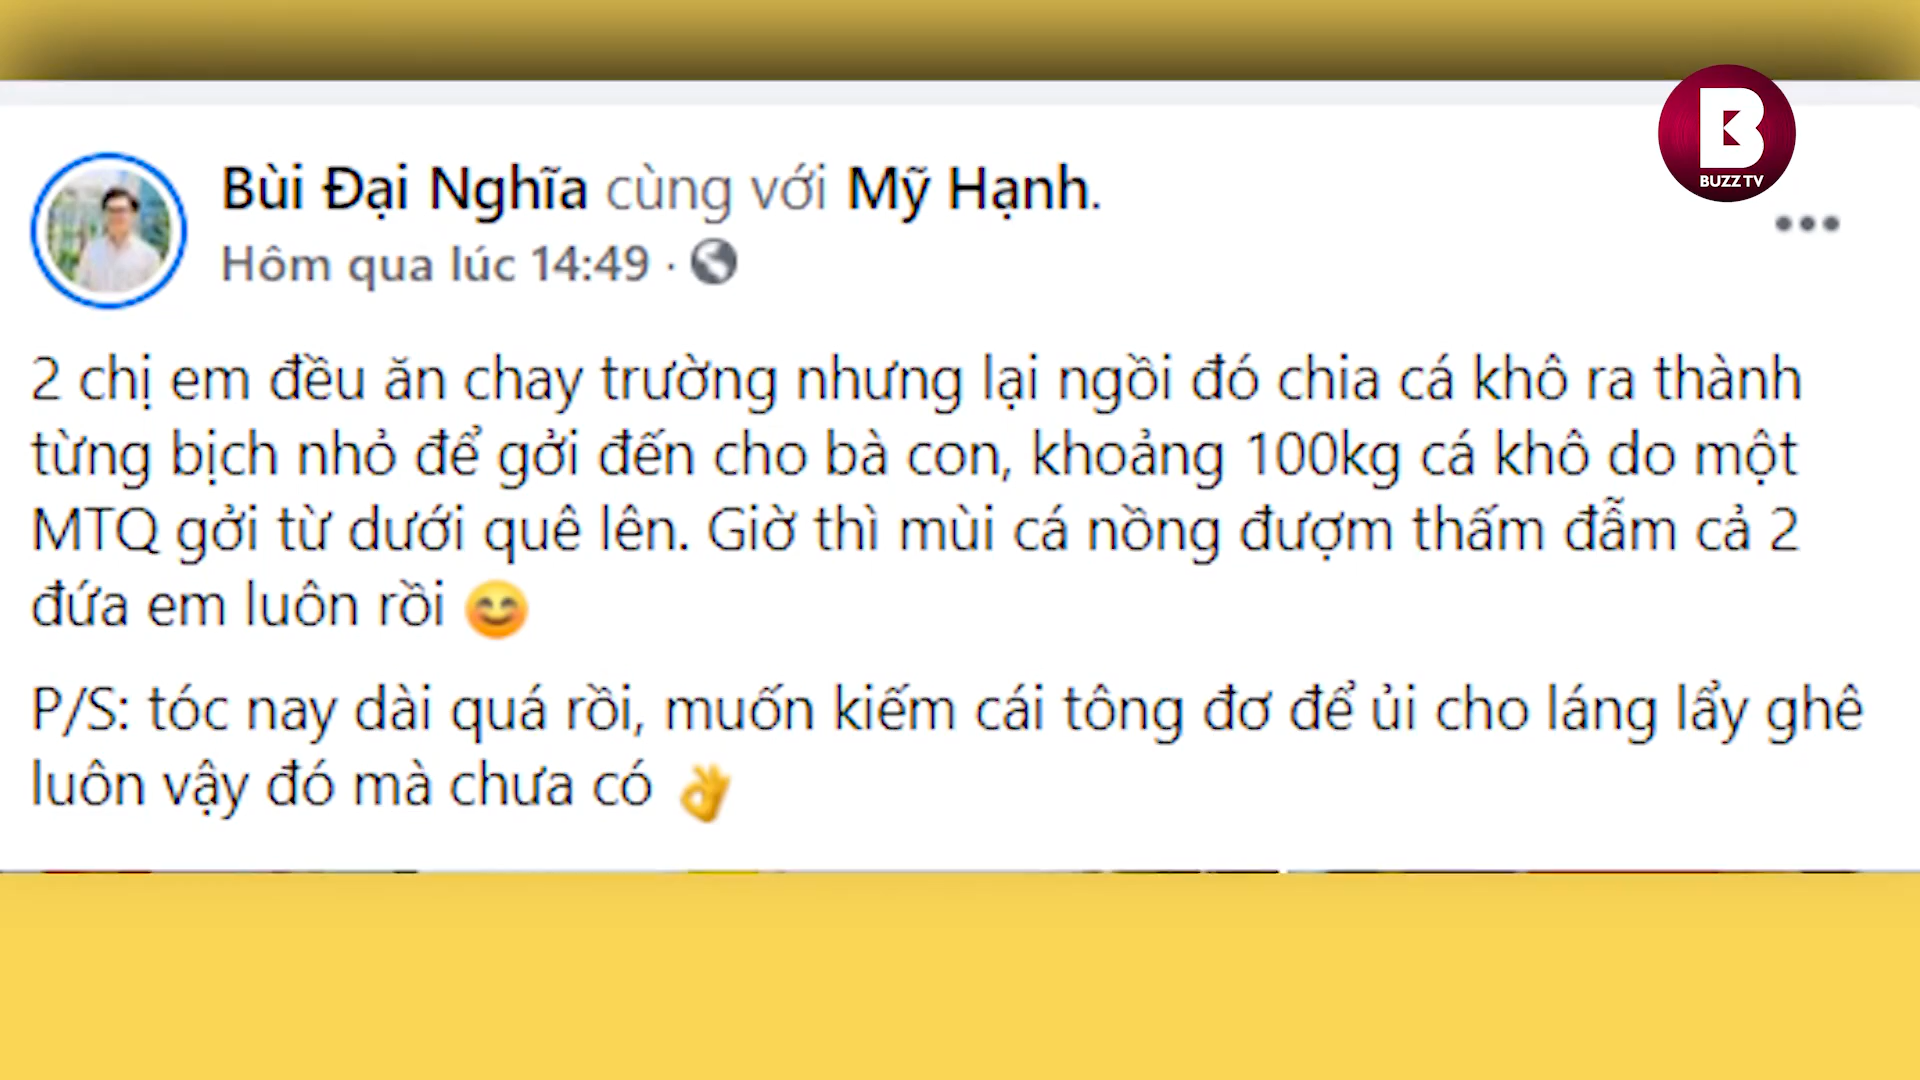 BUZZ TV
Bùi Đại Nghĩa cùng với Mỹ Hạnh.
Hôm qua lúc 14:49 ·
2 chị em đều ăn chay trường nhưng lại ngồi đó chia cá khô ra thành
từng bịch nhỏ để gởi đến cho bà con, khoảng 100kg cá khô do một
MTQ gởi từ dưới quê lên. Giờ thì mùi cá nồng đượm thấm đẫm cả 2
đứa em luôn rồi 😊
P/S: tóc nay dài quá rồi, muốn kiếm cái tông đơ để ủi cho láng lẩy ghê
luôn vậy đó mà chưa có 👌